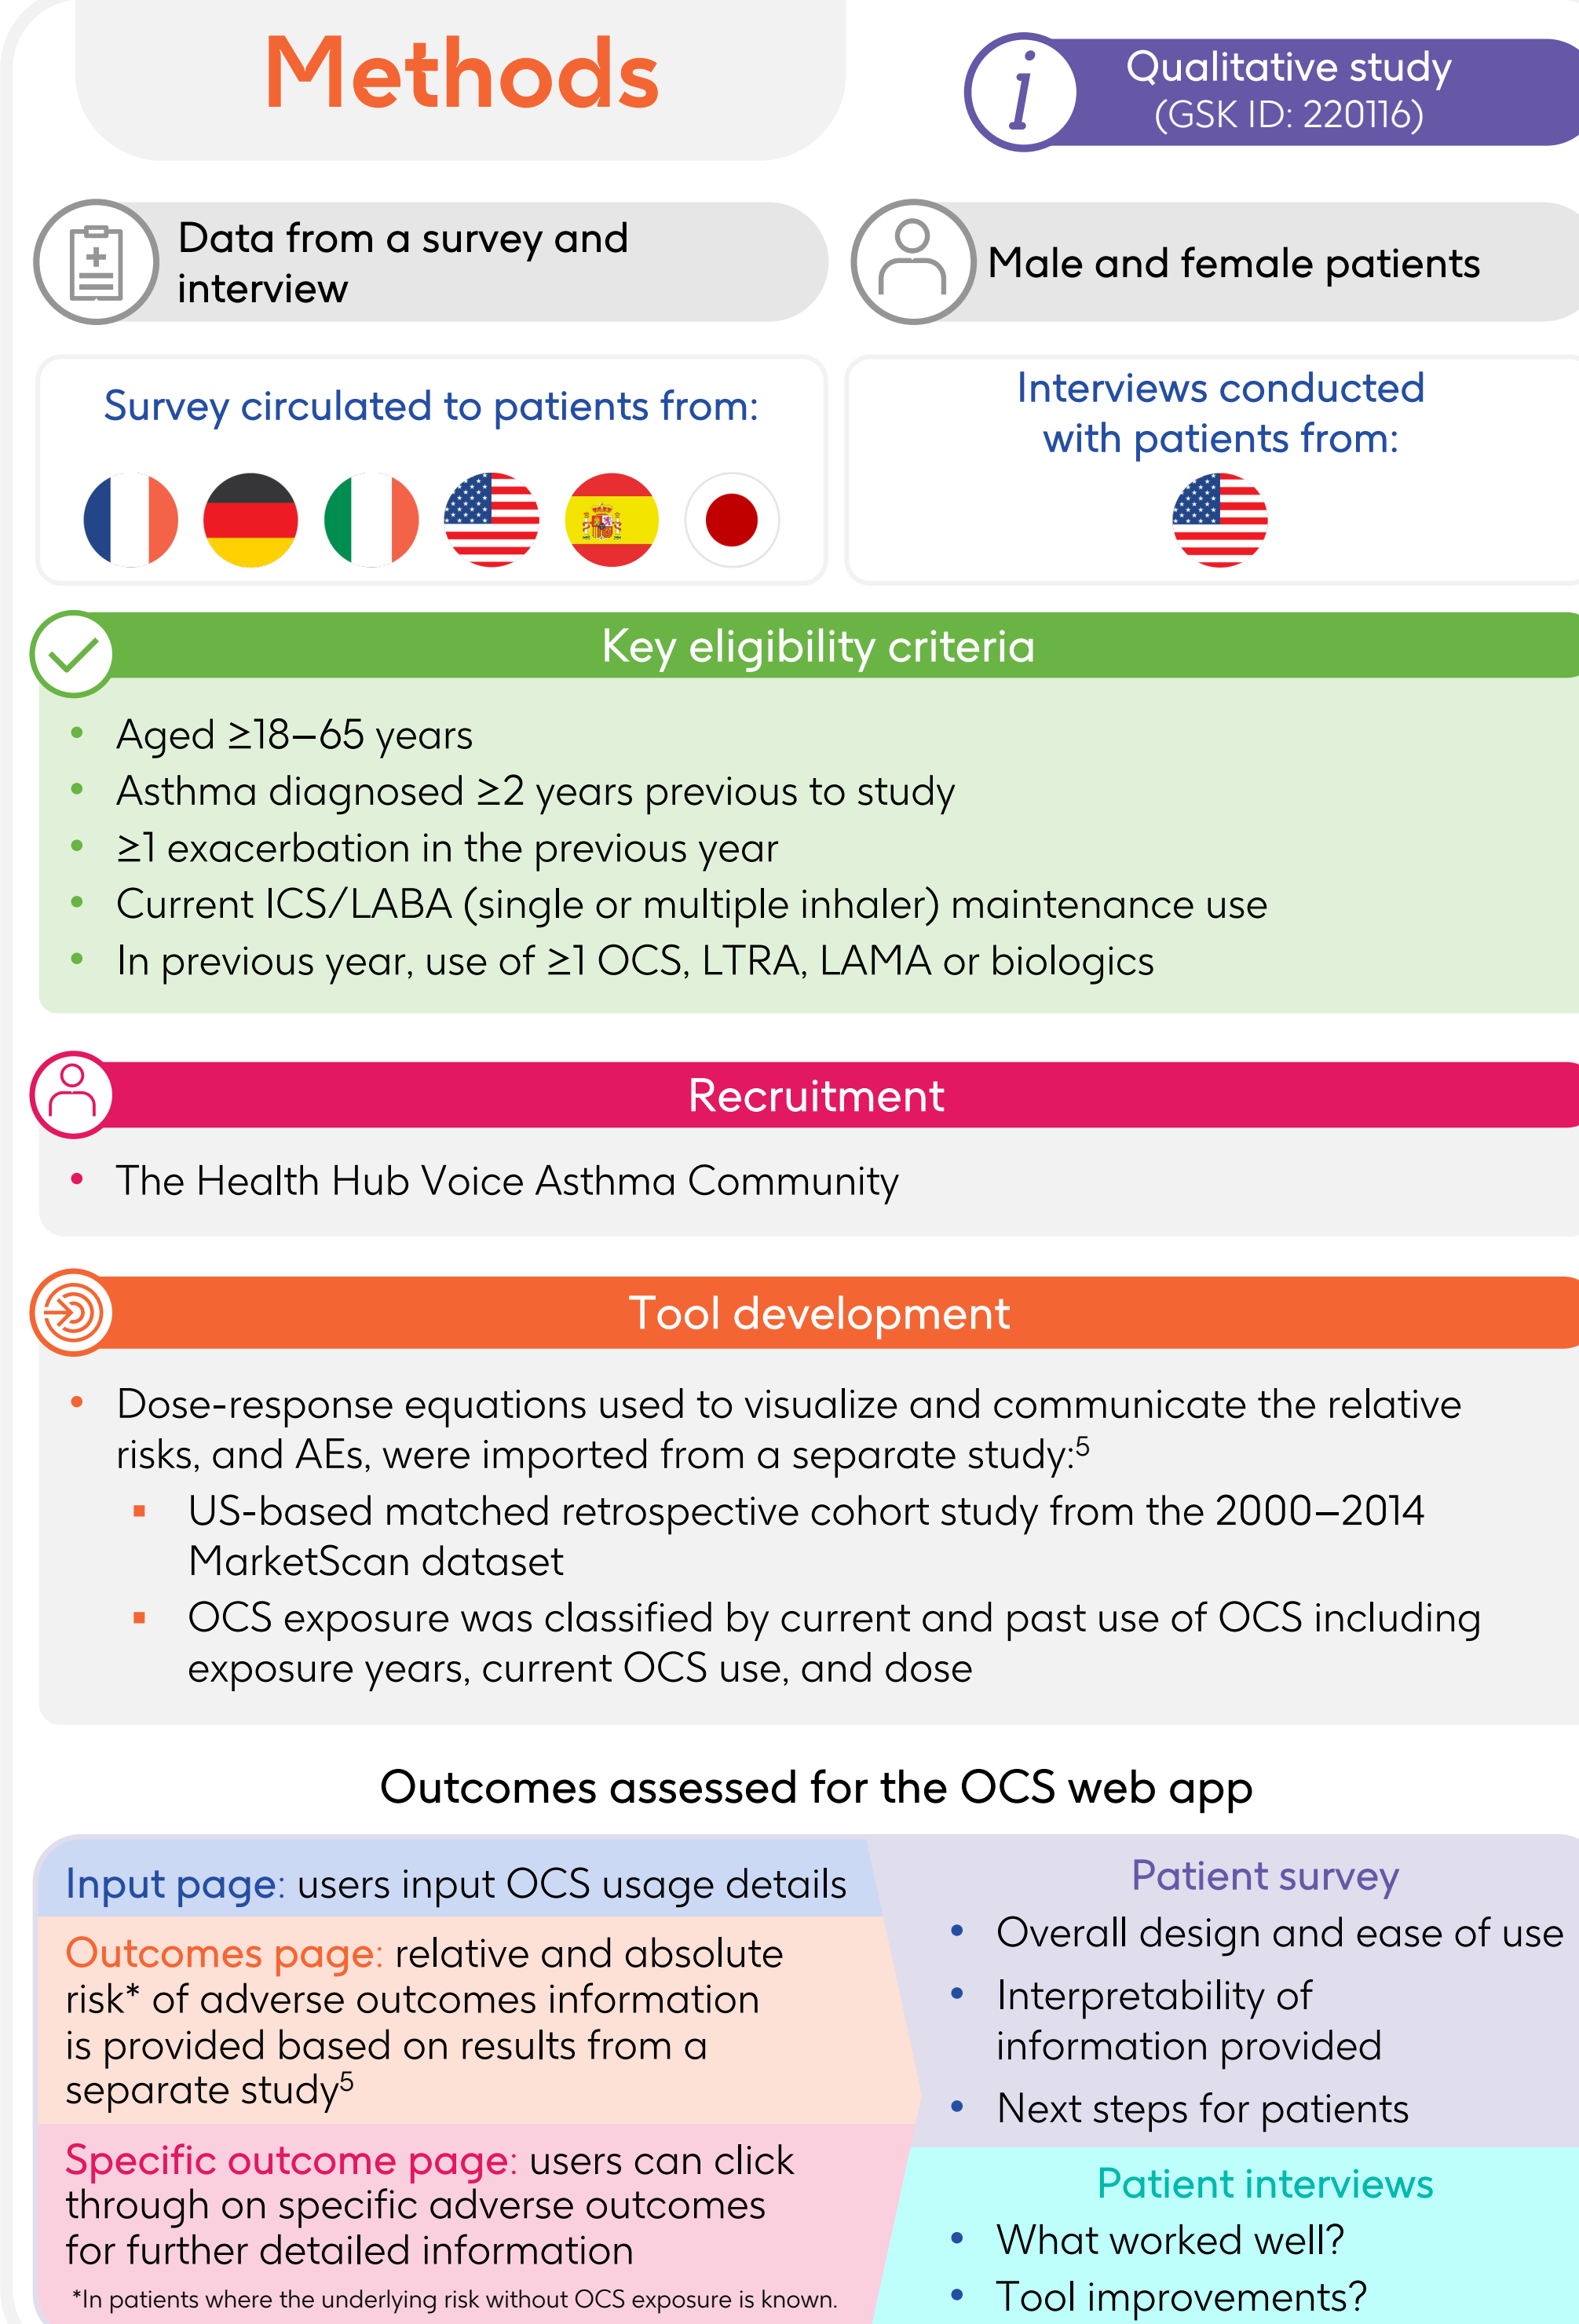 Methods
i
Qualitative study
(GSK ID: 220116)
Data from a survey and
interview
Male and female patients
Survey circulated to patients from:
Interviews conducted
with patients from:
Key eligibility criteria
• Aged ≥18–65 years
• Asthma diagnosed ≥2 years previous to study
• ≥1 exacerbation in the previous year
• Current ICS/LABA (single or multiple inhaler) maintenance use
• In previous year, use of ≥1 OCS, LTRA, LAMA or biologics
Recruitment
• The Health Hub Voice Asthma Community
Tool development
• Dose-response equations used to visualize and communicate the relative
risks, and AEs, were imported from a separate study:⁵
▪ US-based matched retrospective cohort study from the 2000–2014
MarketScan dataset
▪ OCS exposure was classified by current and past use of OCS including
exposure years, current OCS use, and dose
Outcomes assessed for the OCS web app
Input page: users input OCS usage details
Outcomes page: relative and absolute
risk* of adverse outcomes information
is provided based on results from a
separate study⁵
Specific outcome page: users can click
through on specific adverse outcomes
for further detailed information
*In patients where the underlying risk without OCS exposure is known.
Patient survey
• Overall design and ease of use
• Interpretability of
information provided
• Next steps for patients
Patient interviews
• What worked well?
• Tool improvements?